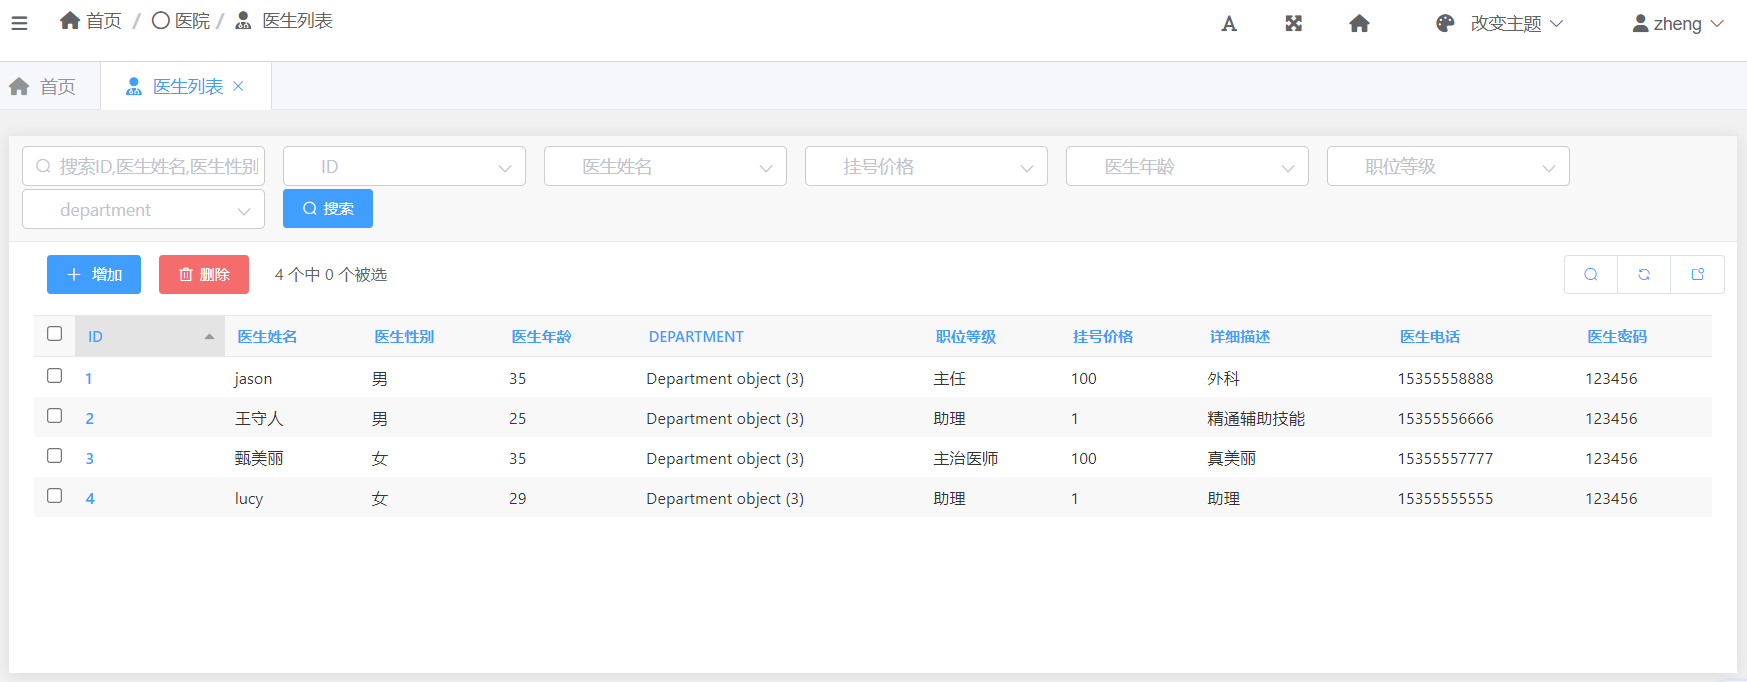 首页 / 医院 / 医生列表
改变主题
zheng
首页
医生列表
搜索ID,医生姓名,医生性别
ID
医生姓名
挂号价格
医生年龄
职位等级
department
搜索
增加
删除
4 个中 0 个被选
ID 医生姓名 医生性别 医生年龄 DEPARTMENT 职位等级 挂号价格 详细描述 医生电话 医生密码
1 jason 男 35 Department object (3) 主任 100 外科 15355558888 123456
2 王守人 男 25 Department object (3) 助理 1 精通辅助技能 15355556666 123456
3 甄美丽 女 35 Department object (3) 主治医师 100 真美丽 15355557777 123456
4 lucy 女 29 Department object (3) 助理 1 助理 15355555555 123456